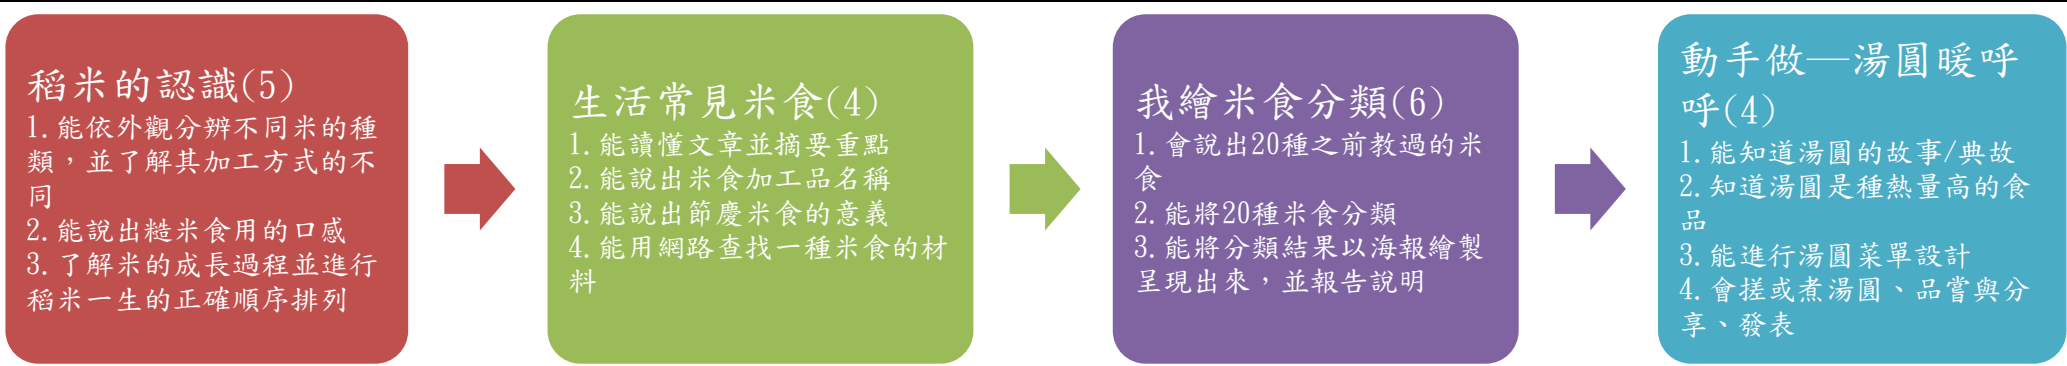 稻米的認識(5)
1.能依外觀分辨不同米的種
類，並了解其加工方式的不
同
2.能說出糙米食用的口感
3.了解米的成長過程並進行
稻米一生的正確順序排列
生活常見米食(4)
1.能讀懂文章並摘要重點
2.能說出米食加工品名稱
3.能說出節慶米食的意義
4.能用網路查找一種米食的材
料
我繪米食分類(6)
1.會說出20種之前教過的米
食
2.能將20種米食分類
3.能將分類結果以海報繪製
呈現出來，並報告說明
動手做—湯圓暖呼
呼(4)
1.能知道湯圓的故事/典故
2.知道湯圓是種熱量高的食
品
3.能進行湯圓菜單設計
4.會搓或煮湯圓、品嘗與分
享、發表